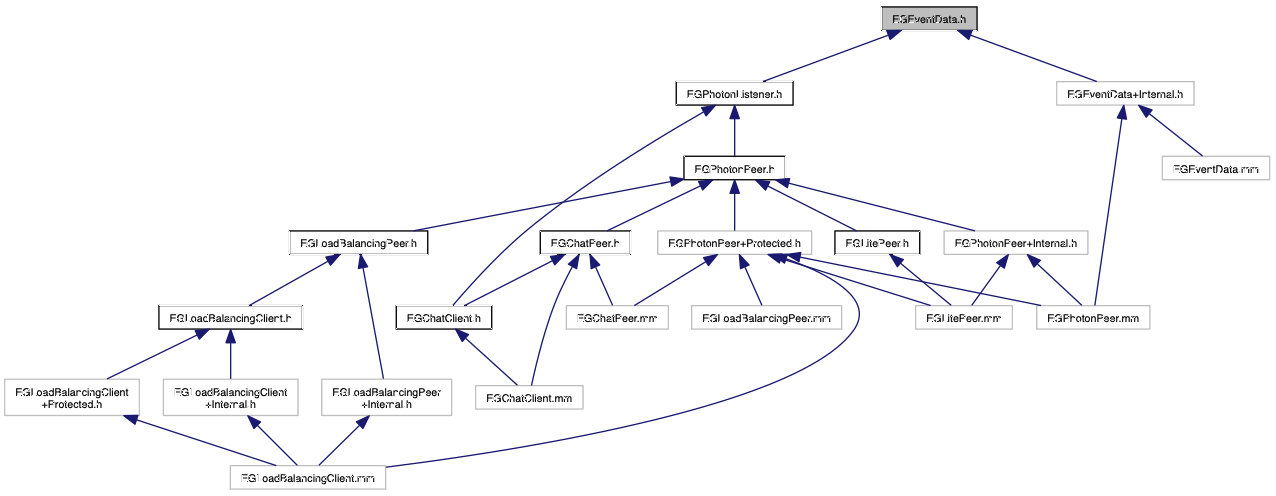 EGEventData.h
EGPhotonListener.h
EGEventData+Internal.h
EGPhotonPeer.h
EGEventData.mm
EGLoadBalancingPeer.h
EGChatPeer.h
EGPhotonPeer+Protected.h
EGLitePeer.h
EGPhotonPeer+Internal.h
EGLoadBalancingClient.h
EGChatClient.h
EGChatPeer.mm
EGLoadBalancingPeer.mm
EGLitePeer.mm
EGPhotonPeer.mm
EGLoadBalancingClient
+Protected.h
EGLoadBalancingClient
+Internal.h
EGLoadBalancingPeer
+Internal.h
EGChatClient.mm
EGLoadBalancingClient.mm